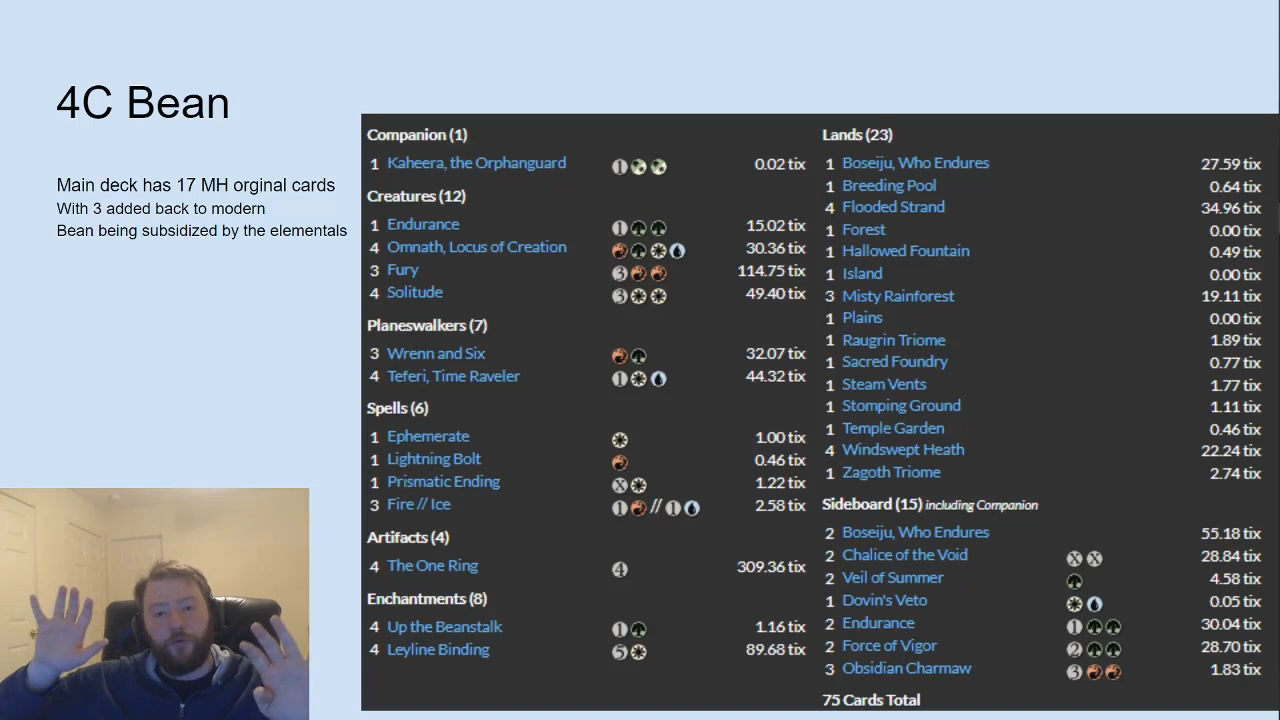 4C Bean
Main deck has 17 MH orginal cards
With 3 added back to modern
Bean being subsidized by the elementals
Companion (1)
1 Kaheera, the Orphanguard 1 0.02 tix
Creatures (12)
1 Endurance 1 15.02 tix
4 Omnath, Locus of Creation 30.36 tix
3 Fury 3 114.75 tix
4 Solitude 3 49.40 tix
Planeswalkers (7)
3 Wrenn and Six 32.07 tix
4 Teferi, Time Raveler 1 44.32 tix
Spells (6)
1 Ephemerate 1.00 tix
1 Lightning Bolt 0.46 tix
1 Prismatic Ending X 1.22 tix
3 Fire // Ice 1 // 1 2.58 tix
Artifacts (4)
4 The One Ring 4 309.36 tix
Enchantments (8)
4 Up the Beanstalk 1 1.16 tix
4 Leyline Binding 5 89.68 tix
Lands (23)
1 Boseiju, Who Endures 27.59 tix
1 Breeding Pool 0.64 tix
4 Flooded Strand 34.96 tix
1 Forest 0.00 tix
1 Hallowed Fountain 0.49 tix
1 Island 0.00 tix
3 Misty Rainforest 19.11 tix
1 Plains 0.00 tix
1 Raugrin Triome 1.89 tix
1 Sacred Foundry 0.77 tix
1 Steam Vents 1.77 tix
1 Stomping Ground 1.11 tix
1 Temple Garden 0.46 tix
4 Windswept Heath 22.24 tix
1 Zagoth Triome 2.74 tix
Sideboard (15) including Companion
2 Boseiju, Who Endures 55.18 tix
2 Chalice of the Void X X 28.84 tix
2 Veil of Summer 4.58 tix
1 Dovin's Veto 0.05 tix
2 Endurance 1 30.04 tix
2 Force of Vigor 2 28.70 tix
3 Obsidian Charmaw 3 1.83 tix
75 Cards Total